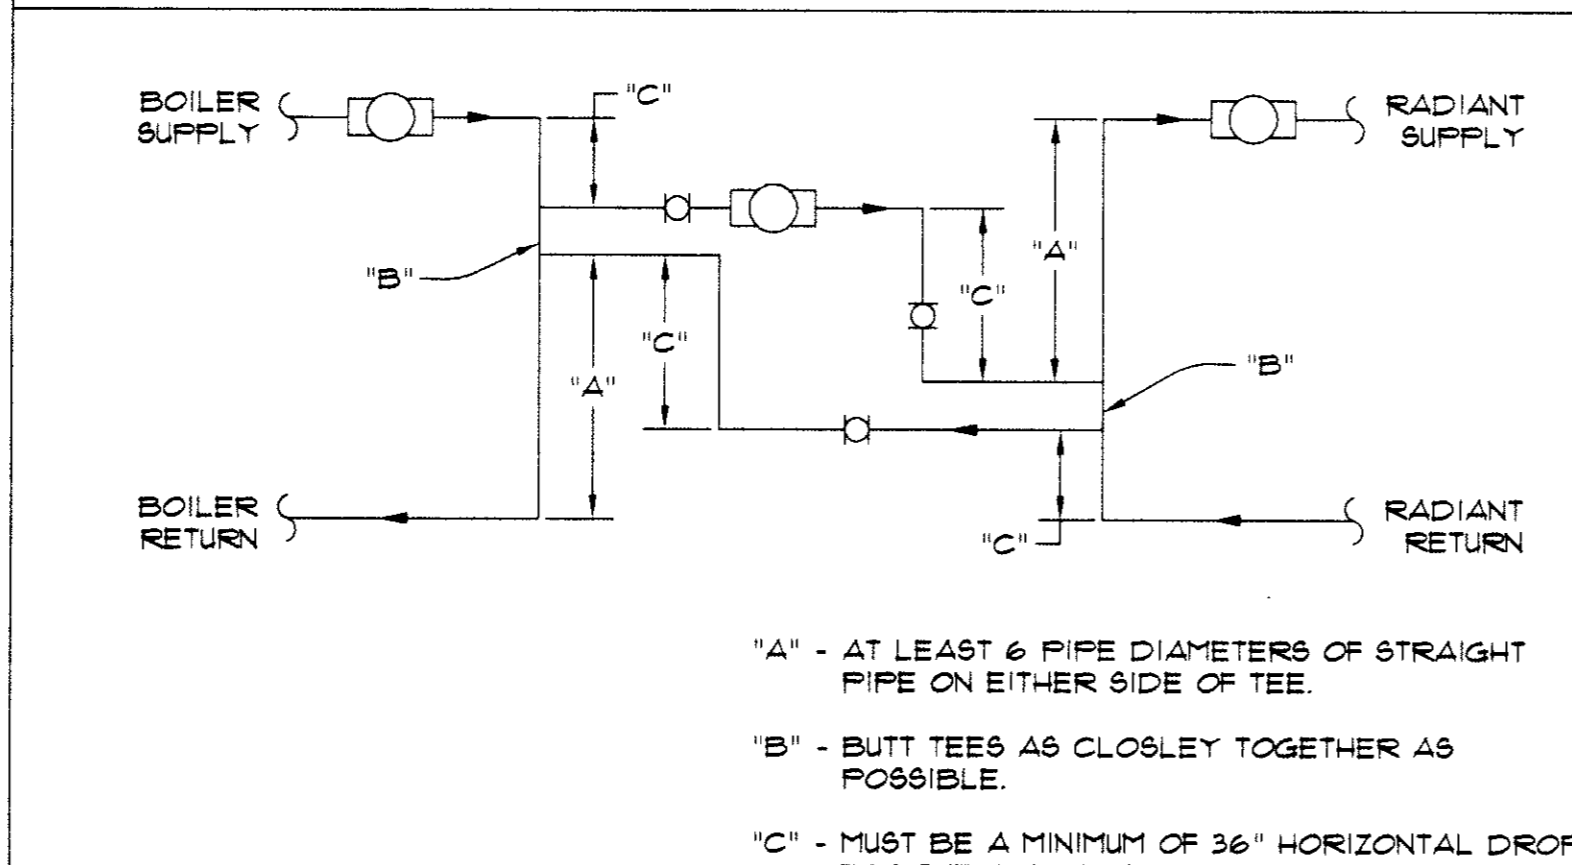 BOILER
SUPPLY
"C"
RADIANT
SUPPLY
"A"
"B"
"C"
"C"
"B"
"A"
BOILER
RETURN
"C"
RADIANT
RETURN
"A" - AT LEAST 6 PIPE DIAMETERS OF STRAIGHT
PIPE ON EITHER SIDE OF TEE.
"B" - BUTT TEES AS CLOSLEY TOGETHER AS
POSSIBLE.
"C" - MUST BE A MINIMUM OF 36" HORIZONTAL DROP